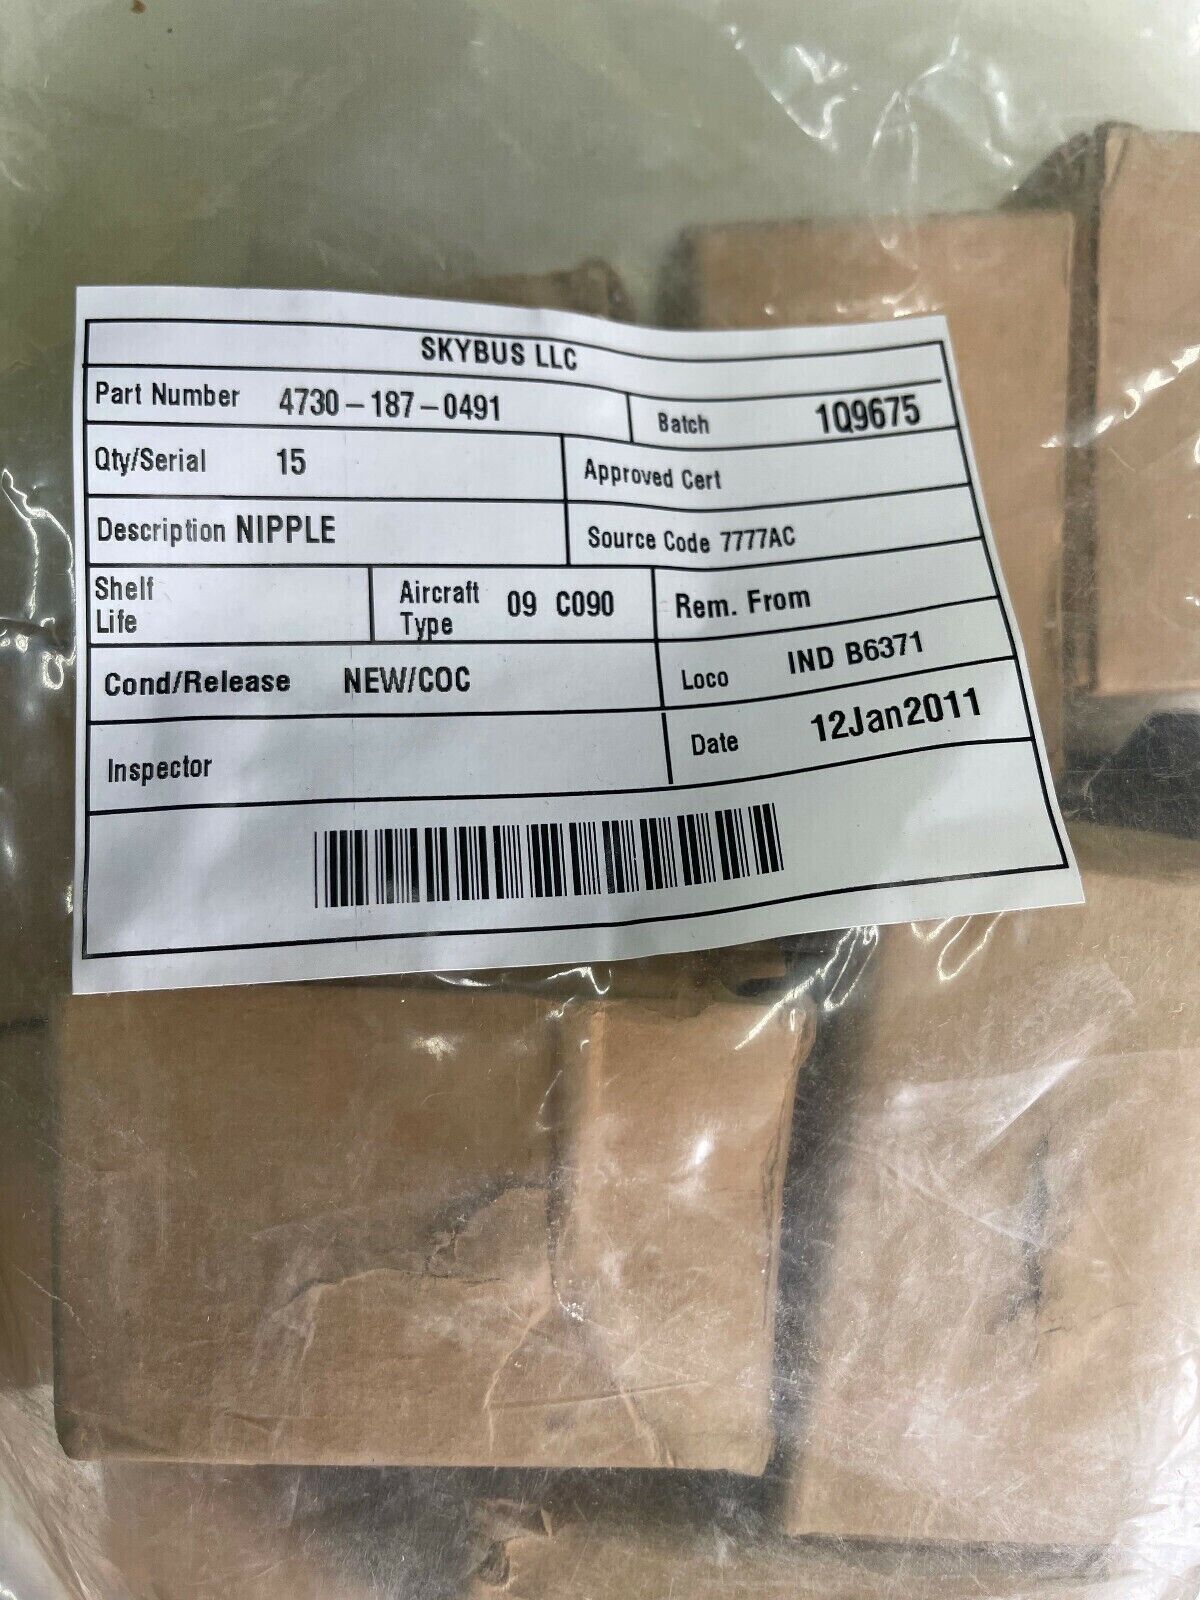 SKYBUS LLC
Part Number 4730-187-0491 Batch 1Q9675
Qty/Serial 15 Approved Cert
Description NIPPLE Source Code 7777AC
Shelf Life Aircraft Type 09 C090 Rem. From
Cond/Release NEW/COC Loco IND B6371
Inspector Date 12Jan2011